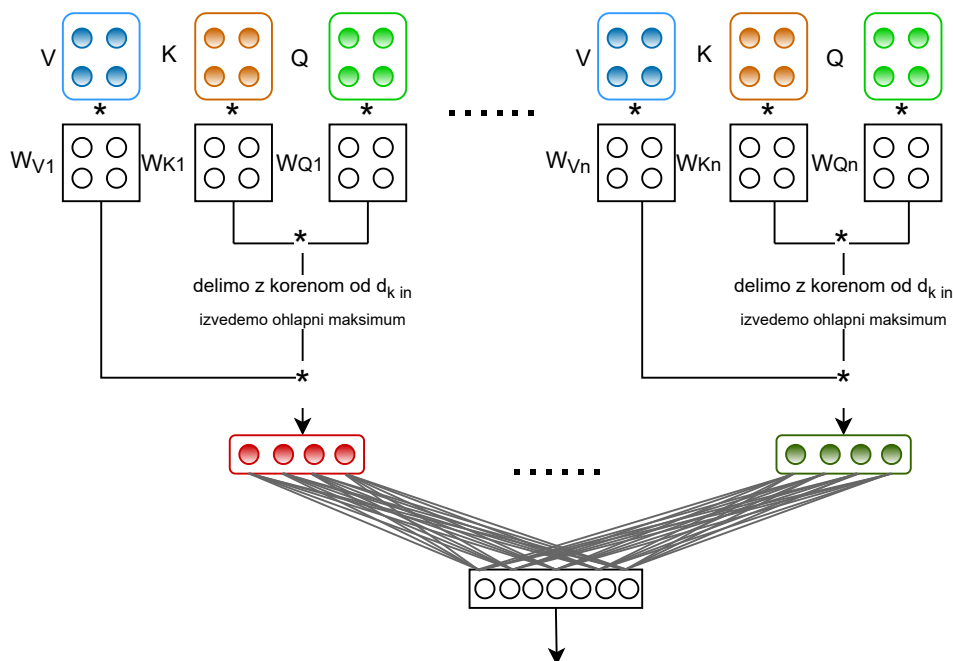 V K Q V K Q
* * * * * *
WV1 WK1 WQ1 WVn WKn WQn
* *
delimo z korenom od dk in delimo z korenom od dk in
izvedemo ohlapni maksimum izvedemo ohlapni maksimum
* *